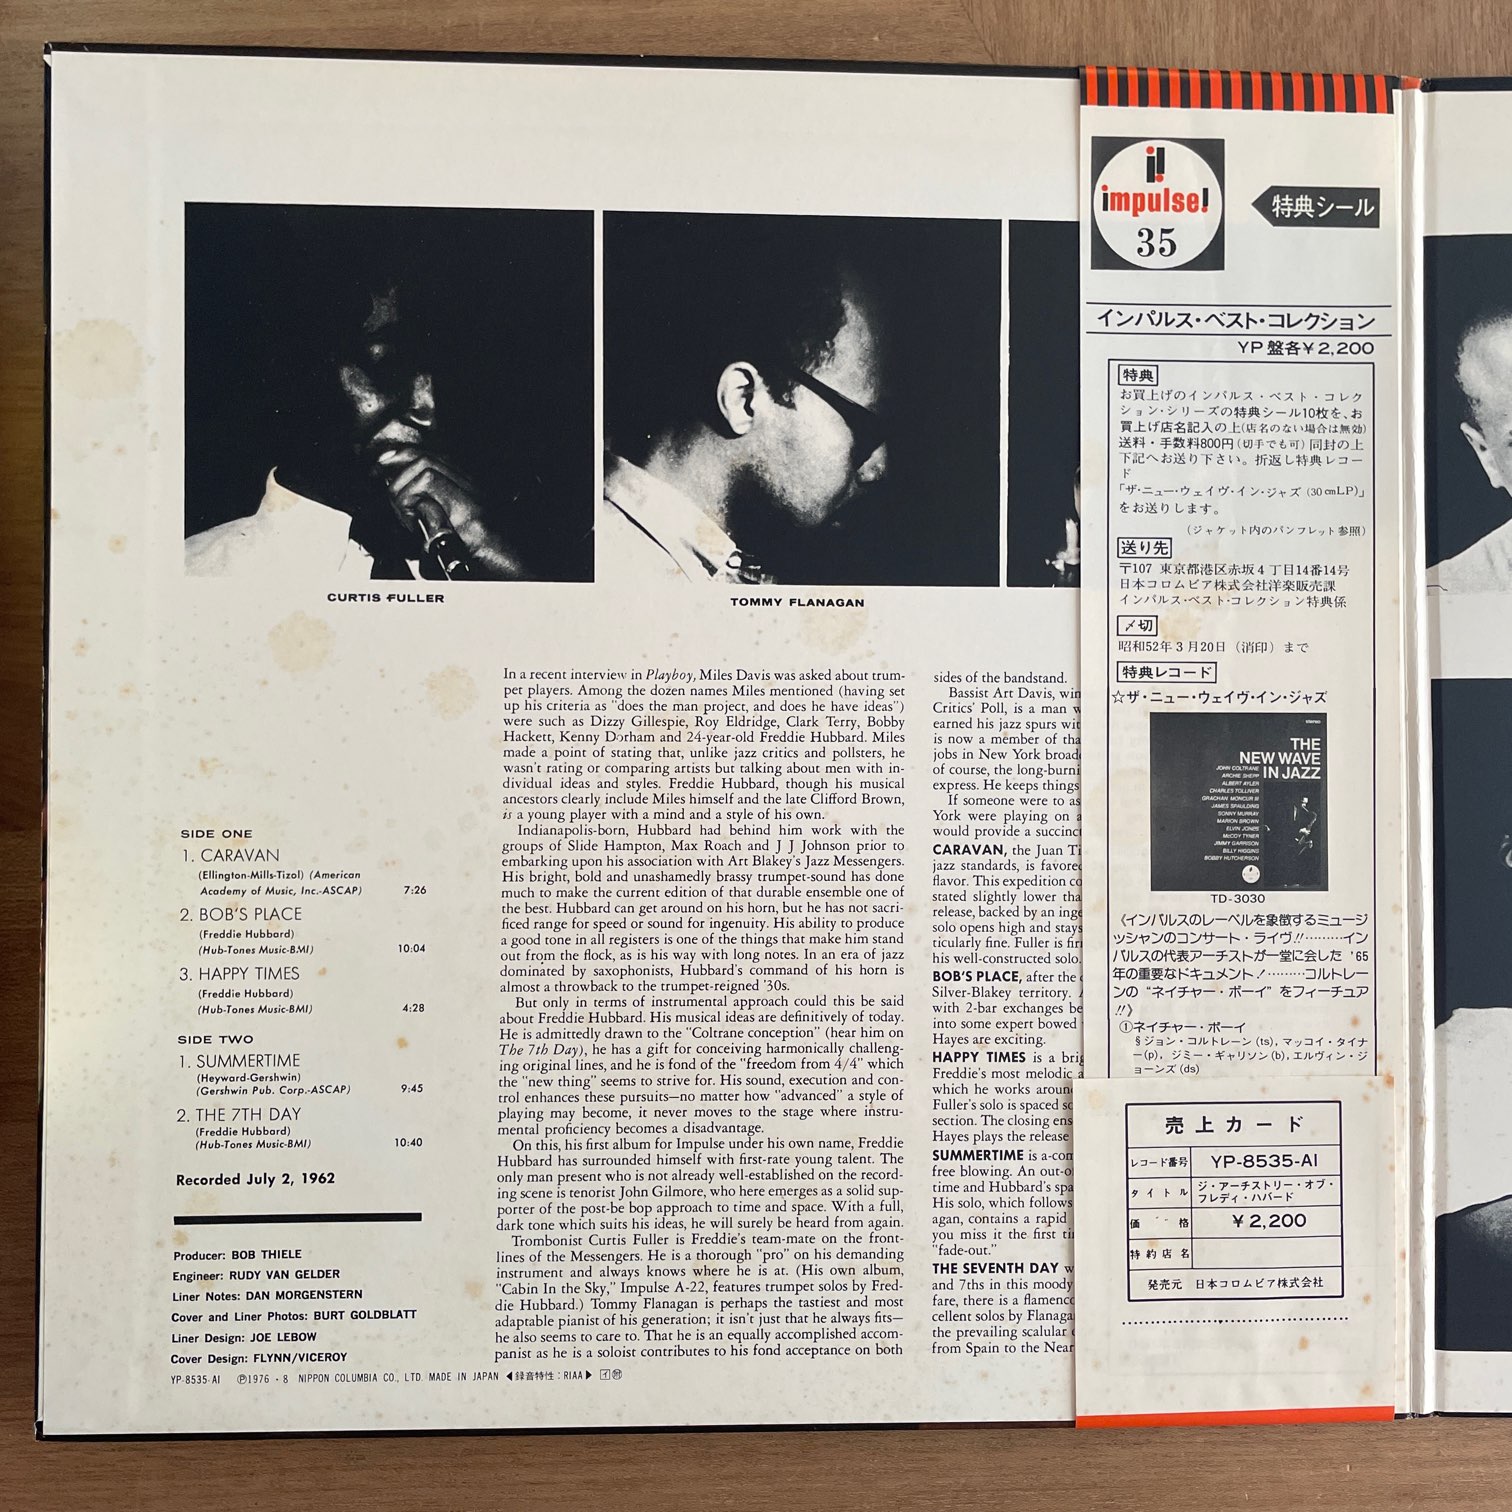 CURTIS FULLER
TOMMY FLANAGAN
SIDE ONE
1. CARAVAN
(Ellington-Mills-Tizol) (American
Academy of Music, Inc.-ASCAP) 7:26
2. BOB'S PLACE
(Freddie Hubbard)
(Hub-Tones Music-BMI) 10:04
3. HAPPY TIMES
(Freddie Hubbard)
(Hub-Tones Music-BMI) 4:28
SIDE TWO
1. SUMMERTIME
(Heyward-Gershwin)
(Gershwin Pub. Corp.-ASCAP) 9:45
2. THE 7TH DAY
(Freddie Hubbard)
(Hub-Tones Music-BMI) 10:40
Recorded July 2, 1962
Producer: BOB THIELE
Engineer: RUDY VAN GELDER
Liner Notes: DAN MORGENSTERN
Cover and Liner Photos: BURT GOLDBLATT
Liner Design: JOE LEBOW
Cover Design: FLYNN/VICEROY
YP-8535-AI Ⓟ1976・8 NIPPON COLUMBIA CO., LTD. MADE IN JAPAN ◀録音特性:RIAA▶
In a recent interview in Playboy, Miles Davis was asked about trum-
pet players. Among the dozen names Miles mentioned (having set
up his criteria as "does the man project, and does he have ideas")
were such as Dizzy Gillespie, Roy Eldridge, Clark Terry, Bobby
Hackett, Kenny Dorham and 24-year-old Freddie Hubbard. Miles
made a point of stating that, unlike jazz critics and pollsters, he
wasn't rating or comparing artists but talking about men with in-
dividual ideas and styles. Freddie Hubbard, though his musical
ancestors clearly include Miles himself and the late Clifford Brown,
is a young player with a mind and a style of his own.
Indianapolis-born, Hubbard had behind him work with the
groups of Slide Hampton, Max Roach and J J Johnson prior to
embarking upon his association with Art Blakey's Jazz Messengers.
His bright, bold and unashamedly brassy trumpet-sound has done
much to make the current edition of that durable ensemble one of
the best. Hubbard can get around on his horn, but he has not sacri-
ficed range for speed or sound for ingenuity. His ability to produce
a good tone in all registers is one of the things that make him stand
out from the flock, as is his way with long notes. In an era of jazz
dominated by saxophonists, Hubbard's command of his horn is
almost a throwback to the trumpet-reigned '30s.
But only in terms of instrumental approach could this be said
about Freddie Hubbard. His musical ideas are definitively of today.
He is admittedly drawn to the "Coltrane conception" (hear him on
The 7th Day), he has a gift for conceiving harmonically challeng-
ing original lines, and he is fond of the "freedom from 4/4" which
the "new thing" seems to strive for. His sound, execution and con-
trol enhances these pursuits—no matter how "advanced" a style of
playing may become, it never moves to the stage where instru-
mental proficiency becomes a disadvantage.
On this, his first album for Impulse under his own name, Freddie
Hubbard has surrounded himself with first-rate young talent. The
only man present who is not already well-established on the record-
ing scene is tenorist John Gilmore, who here emerges as a solid sup-
porter of the post-be bop approach to time and space. With a full,
dark tone which suits his ideas, he will surely be heard from again.
Trombonist Curtis Fuller is Freddie's team-mate on the front-
lines of the Messengers. He is a thorough "pro" on his demanding
instrument and always knows where he is at. (His own album,
"Cabin In the Sky," Impulse A-22, features trumpet solos by Fred-
die Hubbard.) Tommy Flanagan is perhaps the tastiest and most
adaptable pianist of his generation; it isn't just that he always fits—
he also seems to care to. That he is an equally accomplished accom-
panist as he is a soloist contributes to his fond acceptance on both
sides of the bandstand.
Bassist Art Davis, win
Critics' Poll, is a man w
earned his jazz spurs wit
is now a member of tha
jobs in New York broad
of course, the long-burni
express. He keeps things
If someone were to as
York were playing on a
would provide a succinct
CARAVAN, the Juan Ti
jazz standards, is favored
flavor. This expedition co
stated slightly lower tha
release, backed by an inge
solo opens high and stays
ticularly fine. Fuller is fir
his well-constructed solo.
BOB'S PLACE, after the
Silver-Blakey territory.
with 2-bar exchanges be
into some expert bowed
Hayes are exciting.
HAPPY TIMES is a brig
Freddie's most melodic a
which he works aroun
Fuller's solo is spaced so
section. The closing ens
Hayes plays the release
SUMMERTIME is a-com
free blowing. An out-o
time and Hubbard's spa
His solo, which follows
agan, contains a rapid
you miss it the first ti
"fade-out."
THE SEVENTH DAY w
and 7ths in this moody
fare, there is a flamenco
cellent solos by Flanaga
the prevailing scalular
from Spain to the Near
impulse!
35
特典シール
インパルス・ベスト・コレクション
YP盤各¥2,200
特典
お買上げのインパルス・ベスト・コレク
ション・シリーズの特典シール10枚を、お
買上げ店名記入の上(店名のない場合は無効)
送料・手数料800円(切手でも可)同封の上
下記へお送り下さい。折返し特典レコー
ド
「ザ・ニュー・ウェイヴ・イン・ジャズ(30cmLP)」
をお送りします。
(ジャケット内のパンフレット参照)
送り先
〒107 東京都港区赤坂4丁目14番14号
日本コロムビア株式会社洋楽販売課
インパルス・ベスト・コレクション特典係
〆切
昭和52年3月20日(消印)まで
特典レコード
☆ザ・ニュー・ウェイヴ・イン・ジャズ
stereo
THE
NEW WAVE
IN JAZZ
JOHN COLTRANE
ARCHIE SHEPP
ALBERT AYLER
CHARLES TOLLIVER
GRACHAN MONCUR III
JAMES SPAULDING
SONNY MURRAY
MARION BROWN
ELVIN JONES
McCOY TYNER
JIMMY GARRISON
BILLY HIGGINS
BOBBY HUTCHERSON
TD-3030
《インパルスのレーベルを象徴するミュージ
ッシャンのコンサート・ライヴ!!………イン
パルスの代表アーチストが一堂に会した '65
年の重要なドキュメント!………コルトレー
ンの "ネイチャー・ボーイ" をフィーチュア
!!》
①ネイチャー・ボーイ
§ジョン・コルトレーン(ts), マッコイ・タイナ
ー(p), ジミー・ギャリソン(b), エルヴィン・ジ
ョーンズ(ds)
売上カード
レコード番号 YP-8535-AI
タイトル ジ・アーチストリー・オブ・
フレディ・ハバード
価格 ¥2,200
特約店名
発売元 日本コロムビア株式会社